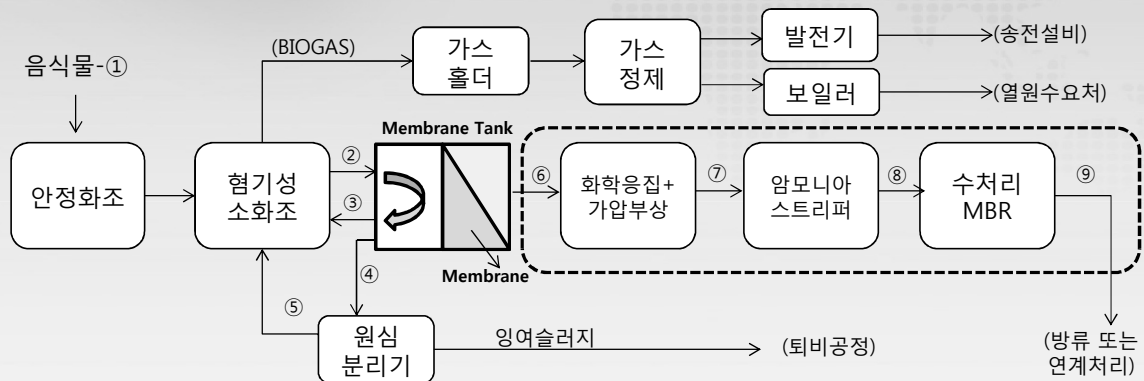 음식물-①
(BIOGAS)
가스
홀더
가스
정제
발전기
(송전설비)
보일러
(열원수요처)
안정화조
혐기성
소화조
②
③
Membrane Tank
Membrane
④
⑤
원심
분리기
잉여슬러지
(퇴비공정)
⑥
화학응집+
가압부상
⑦
암모니아
스트리퍼
⑧
수처리
MBR
⑨
(방류 또는
연계처리)